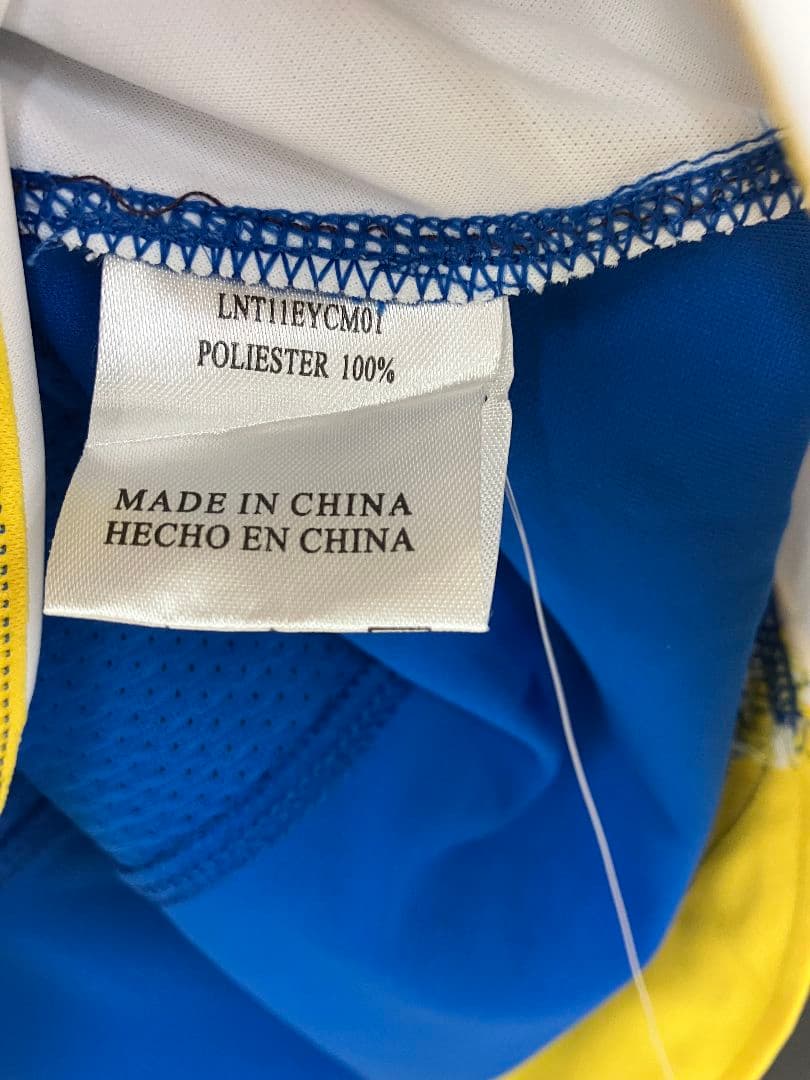 LNT11EYCM01
POLIESTER 100%
MADE IN CHINA
HECHO EN CHINA